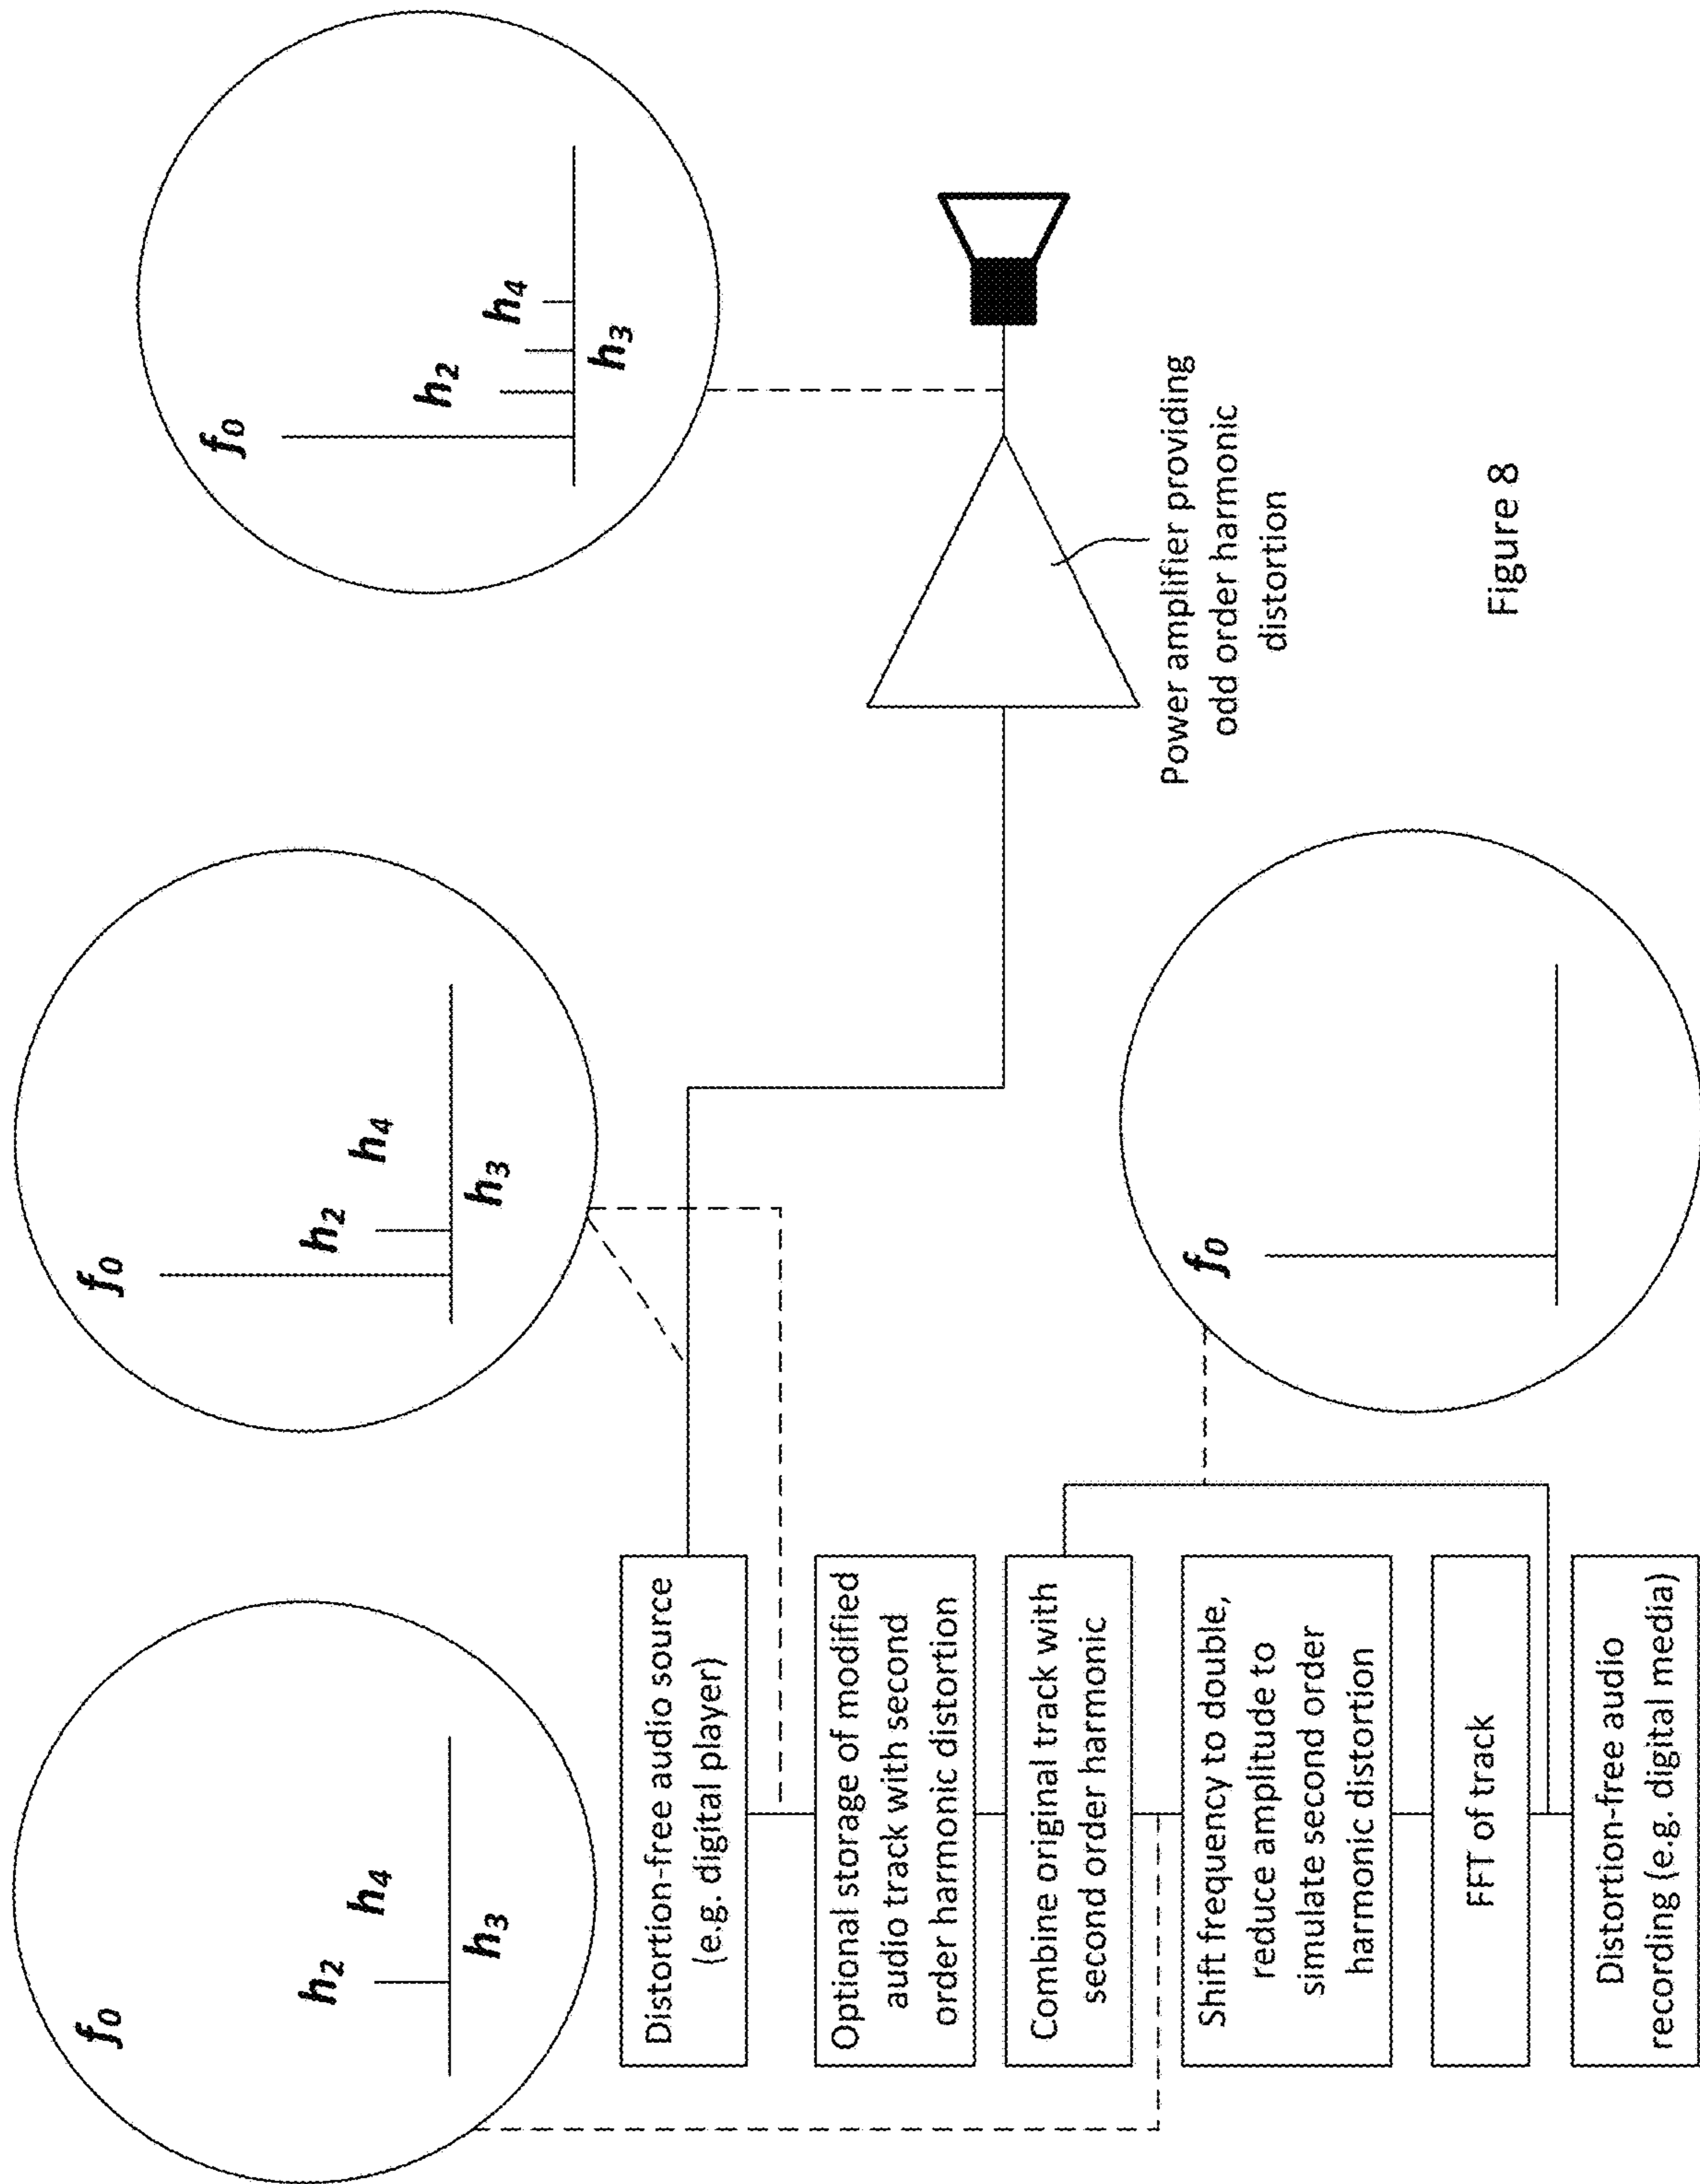 f0
h2
h4
h3
f0
h2
h4
h3
f0
h2
h4
h3
Distortion-free audio source
(e.g. digital player)
Optional storage of modified
audio track with second
order harmonic distortion
Combine original track with
second order harmonic
Shift frequency to double,
reduce amplitude to
simulate second order
harmonic distortion
FFT of track
Distortion-free audio
recording (e.g. digital media)
f0
Power amplifier providing
odd order harmonic
distortion
Figure 8